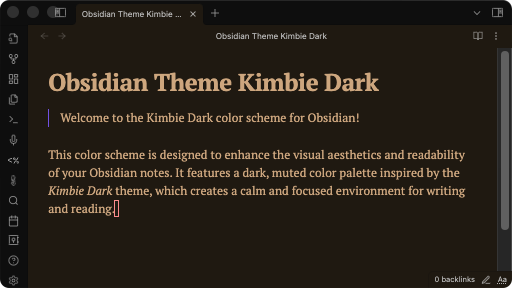 Obsidian Theme Kimbie ...
Obsidian Theme Kimbie Dark
Obsidian Theme Kimbie Dark
Welcome to the Kimbie Dark color scheme for Obsidian!
This color scheme is designed to enhance the visual aesthetics and readability
of your Obsidian notes. It features a dark, muted color palette inspired by the
Kimbie Dark theme, which creates a calm and focused environment for writing
and reading.
0 backlinks
Aa